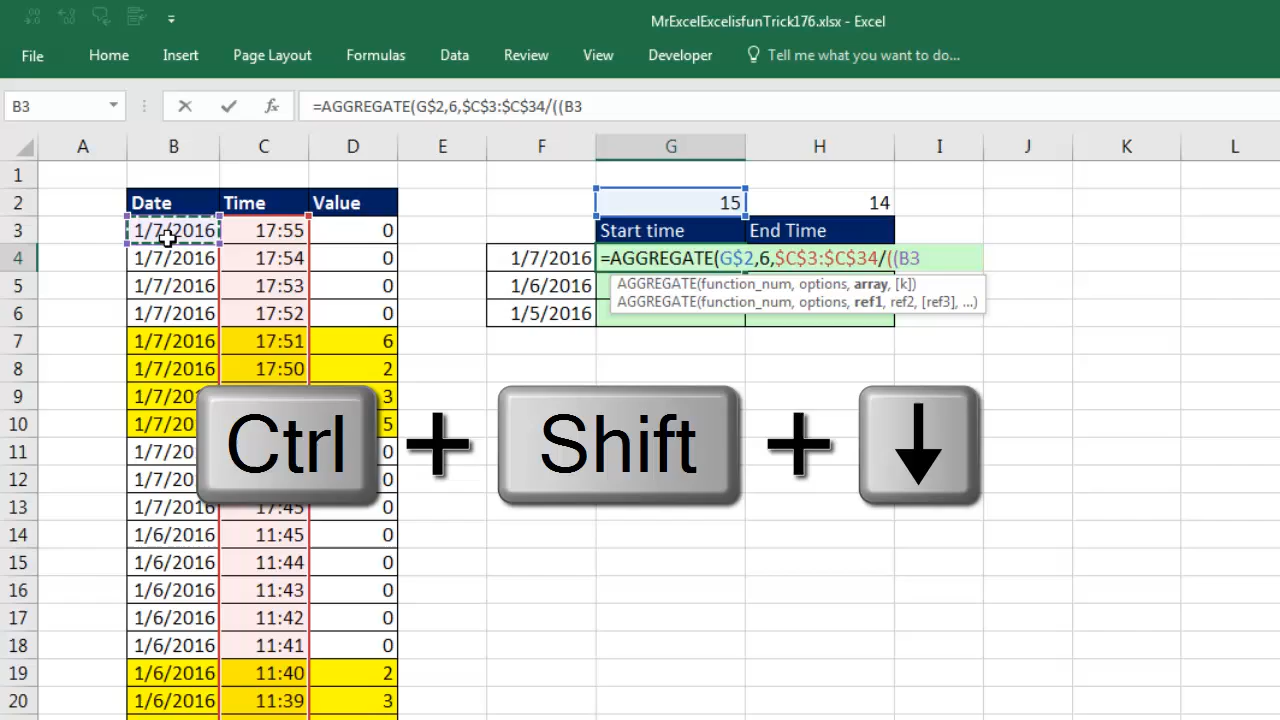 MrExcelExcelisfunTrick176.xlsx - Excel
File Home Insert Page Layout Formulas Data Review View Developer Tell me what you want to do...
B3 fx =AGGREGATE(G$2,6,$C$3:$C$34/((B3
A B C D E F G H I J K L
1
2 Date Time Value 15 14
3 1/7/2016 17:55 0 Start time End Time
4 1/7/2016 17:54 0 1/7/2016 =AGGREGATE(G$2,6,$C$3:$C$34/((B3
5 1/7/2016 17:53 0 1/6/2016 AGGREGATE(function_num, options, array, [k])
AGGREGATE(function_num, options, ref1, ref2, [ref3], ...)
6 1/7/2016 17:52 0 1/5/2016
7 1/7/2016 17:51 6
8 1/7/2016 17:50 2
9 1/7/20 3
10 1/7/20 5
11 1/7/20 0
12 1/7/20 0
Ctrl + Shift + ↓
13 1/7/2016 17:45 0
14 1/6/2016 11:45 0
15 1/6/2016 11:44 0
16 1/6/2016 11:43 0
17 1/6/2016 11:42 0
18 1/6/2016 11:41 0
19 1/6/2016 11:40 2
20 1/6/2016 11:39 3